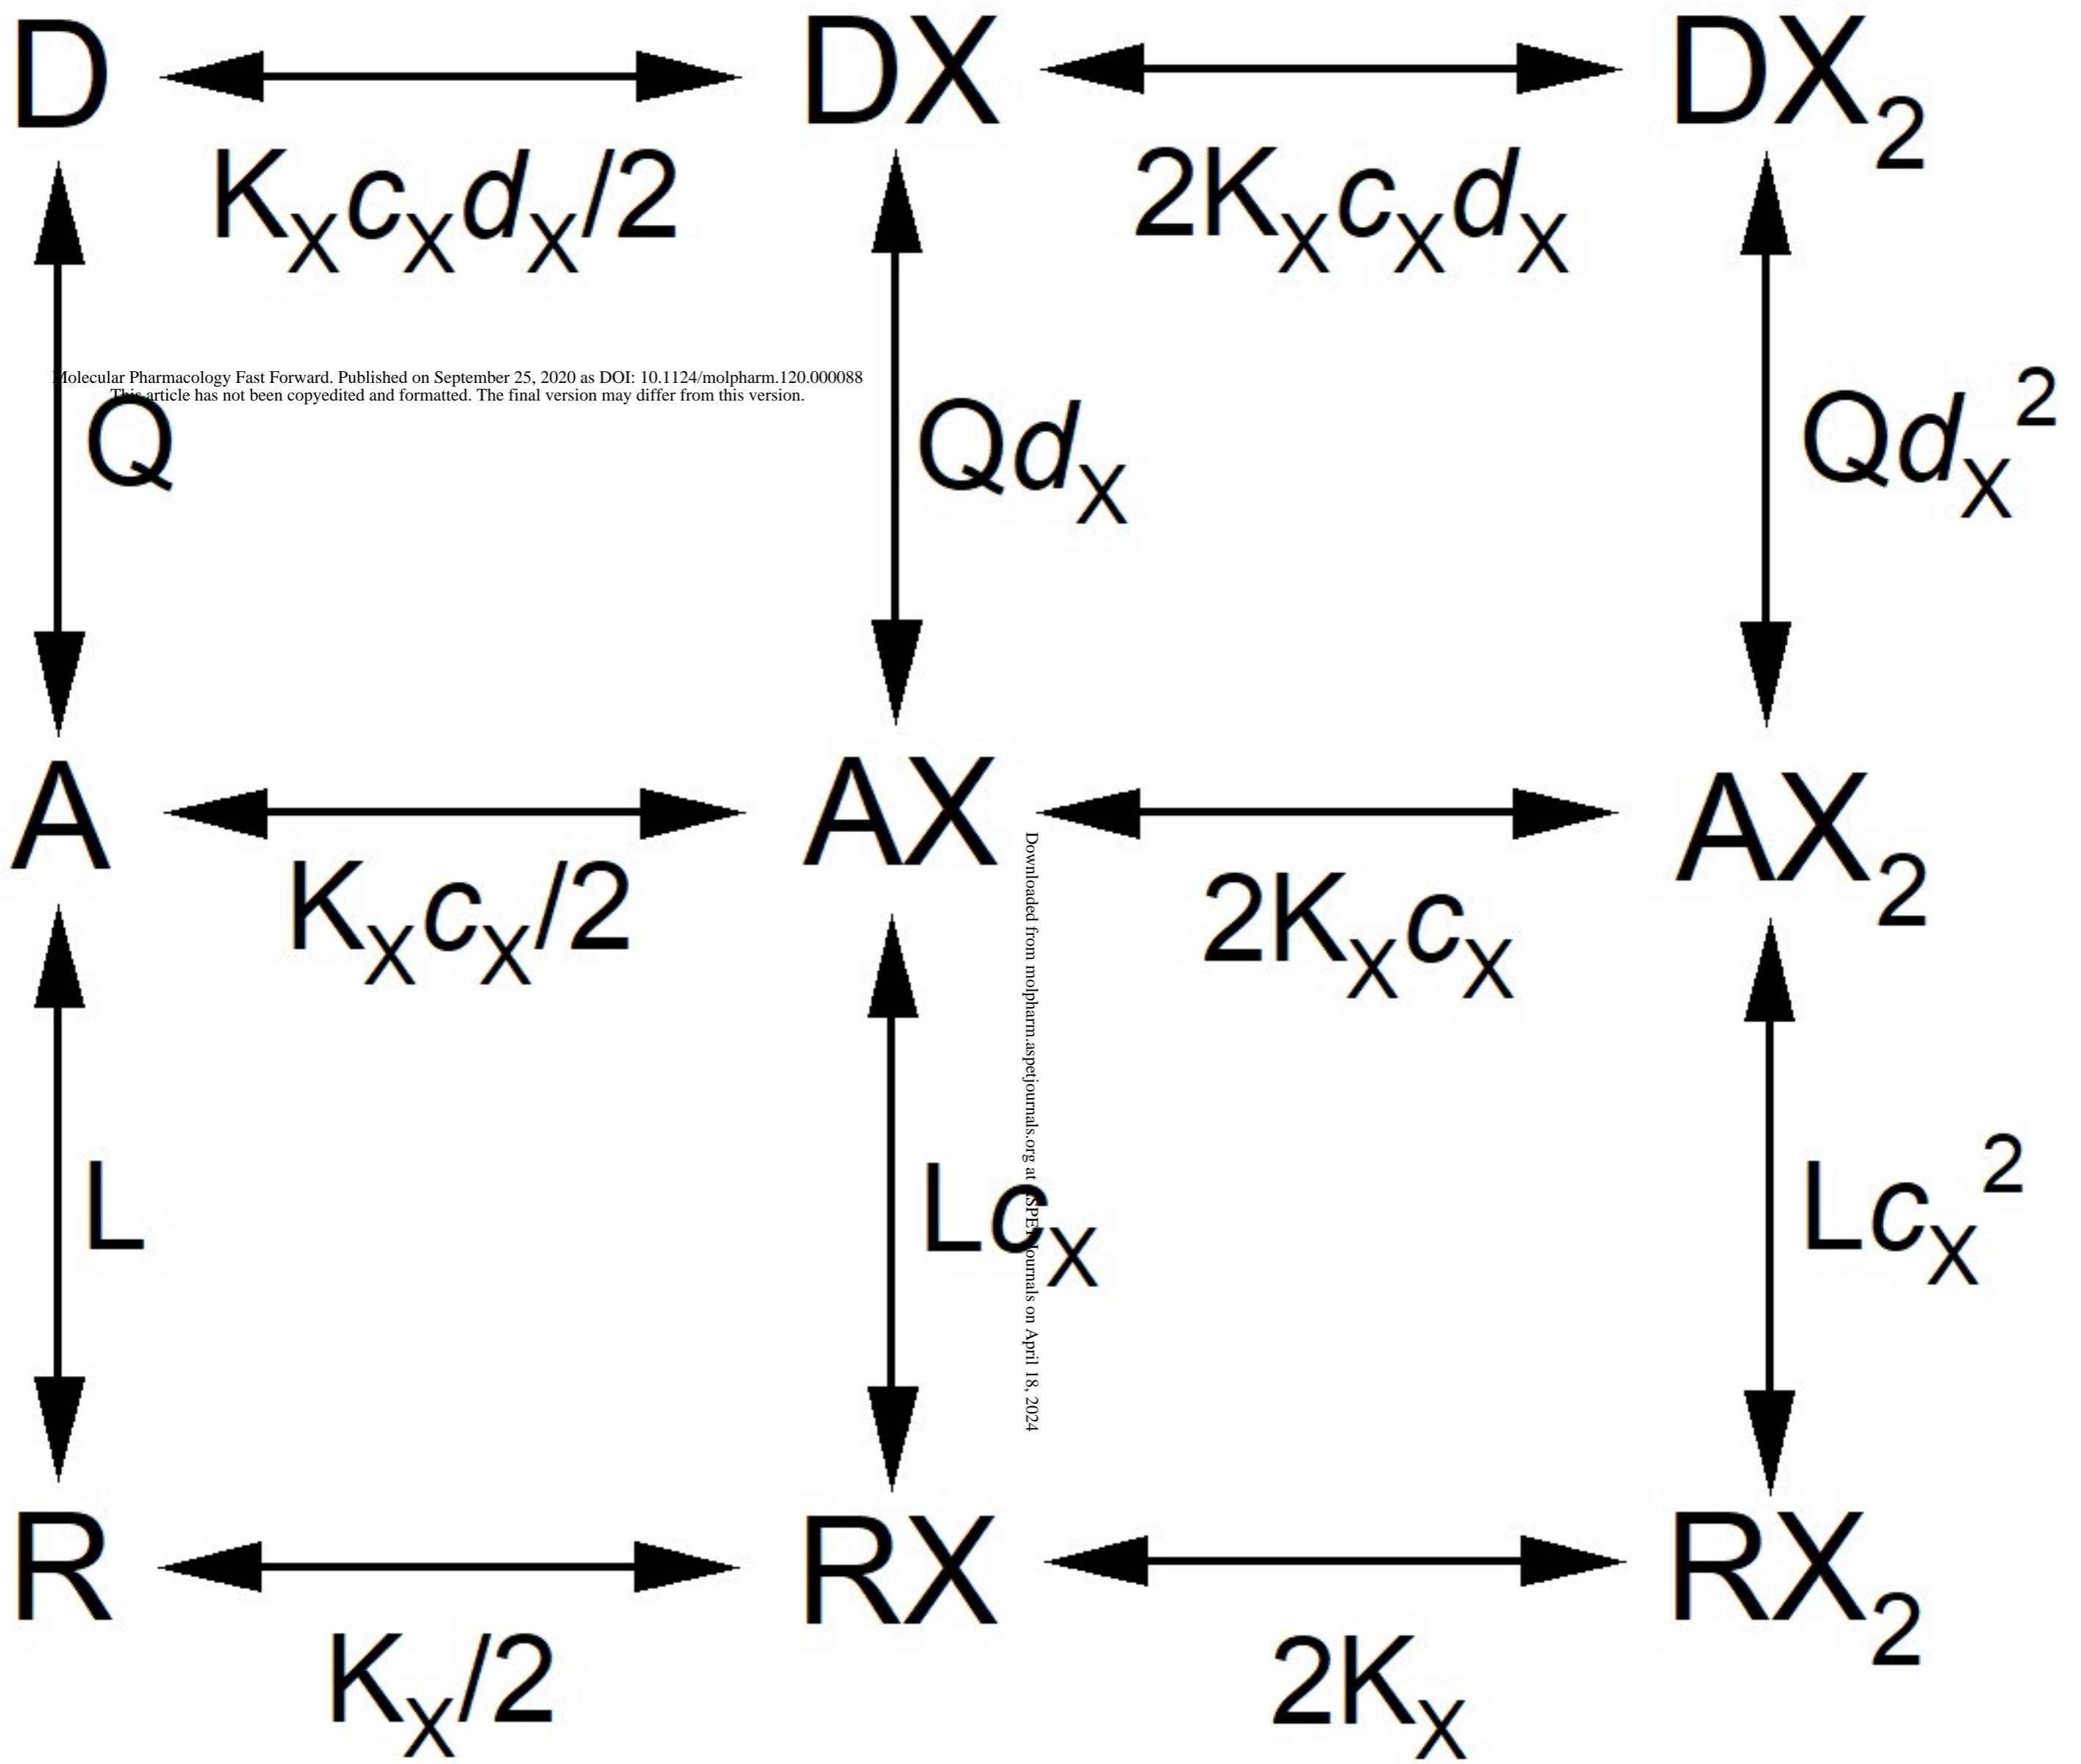 D DX DX₂
Kₓcₓdₓ/2 2Kₓcₓdₓ
Molecular Pharmacology Fast Forward. Published on September 25, 2020 as DOI: 10.1124/molpharm.120.000088
This article has not been copyedited and formatted. The final version may differ from this version.
Q Qdₓ Qdₓ²
A AX AX₂
Kₓcₓ/2 2Kₓcₓ
Downloaded from molpharm.aspetjournals.org at ASPET Journals on April 18, 2024
L Lcₓ Lcₓ²
R RX RX₂
Kₓ/2 2Kₓ